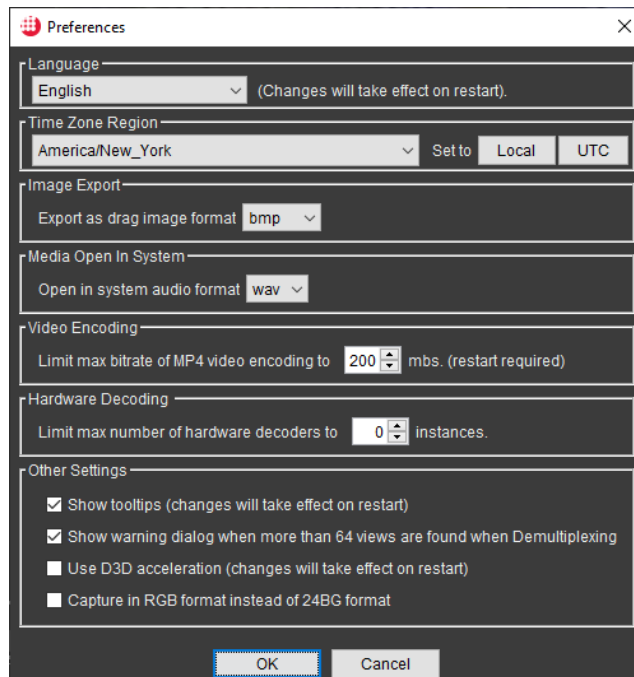 Preferences
Language
English (Changes will take effect on restart).
Time Zone Region
America/New_York Set to Local UTC
Image Export
Export as drag image format bmp
Media Open In System
Open in system audio format wav
Video Encoding
Limit max bitrate of MP4 video encoding to 200 mbs. (restart required)
Hardware Decoding
Limit max number of hardware decoders to 0 instances.
Other Settings
Show tooltips (changes will take effect on restart)
Show warning dialog when more than 64 views are found when Demultiplexing
Use D3D acceleration (changes will take effect on restart)
Capture in RGB format instead of 24BG format
OK Cancel